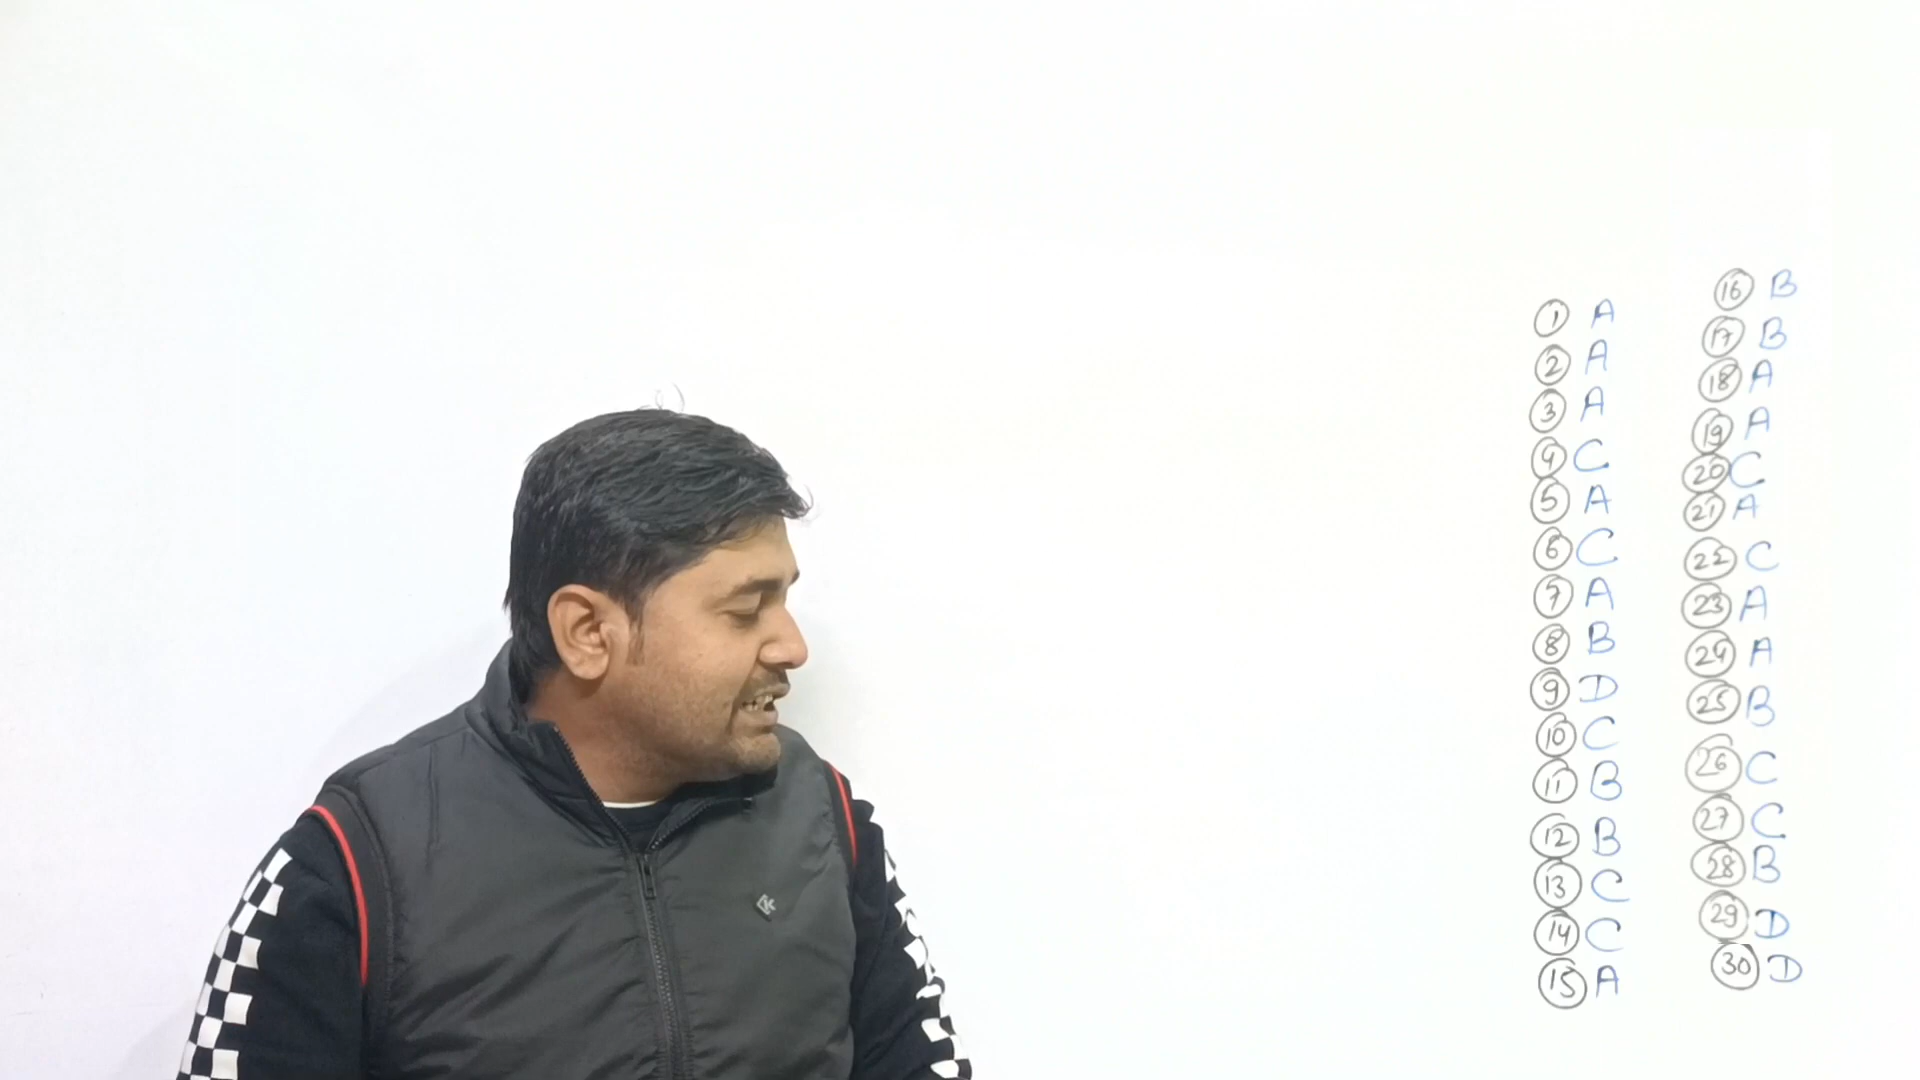 1 A
2 A
3 A
4 C
5 A
6 C
7 A
8 B
9 D
10 C
11 B
12 B
13 C
14 C
15 A
16 B
17 B
18 A
19 A
20 C
21 A
22 C
23 A
24 A
25 B
26 C
27 C
28 B
29 D
30 D